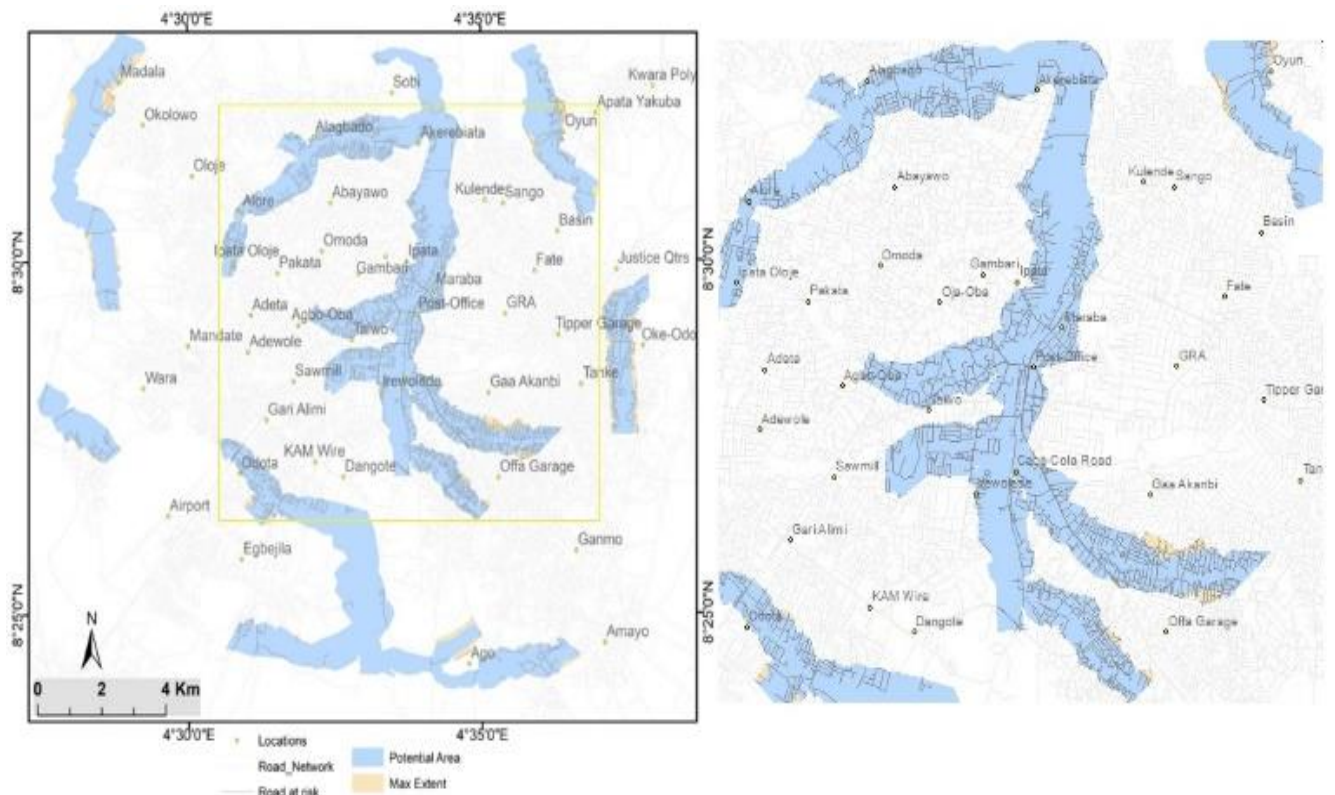 4°30'0"E
4°35'0"E
Madala
Sobi
Kwara Poly
Okolowo
Apata Yakuba
Alagbado
Akerebiata
Oyun
Oloje
Abayawo
Kulende
Sango
Alore
Basin
8°30'0"N
Ipata Oloje
Omoda
Ipata
Pakata
Gambari
Fate
Justice Qtrs
Maraba
Adeta
Agbo-Oba
Post-Office
GRA
Mandate
Adewole
Taiwo
Tipper Garage
Oke-Odo
Wara
Sawmill
Irewolede
Gaa Akanbi
Tanke
Gari Alimi
KAM Wire
Odota
Dangote
Offa Garage
Airport
Egbejila
Ganmo
8°25'0"N
N
Amayo
Ago
0 2 4 Km
4°30'0"E
4°35'0"E
Locations
Road_Network
Road at risk
Potential Area
Max Extent
Alagbado
Akerebiata
Oyun
Kulende
Sango
Alore
Abayawo
Basin
8°30'0"N
Omoda
Gambari
Ipata
Ipata Oloje
Pakata
Oja-Oba
Fate
Maraba
Adeta
Post-Office
GRA
Agbo-Oba
Tipper Gar
Adewole
Taiwo
Sawmill
Coca Cola Road
Tan
Irewolede
Gaa Akanbi
Gari Alimi
KAM Wire
8°25'0"N
Odota
Dangote
Offa Garage